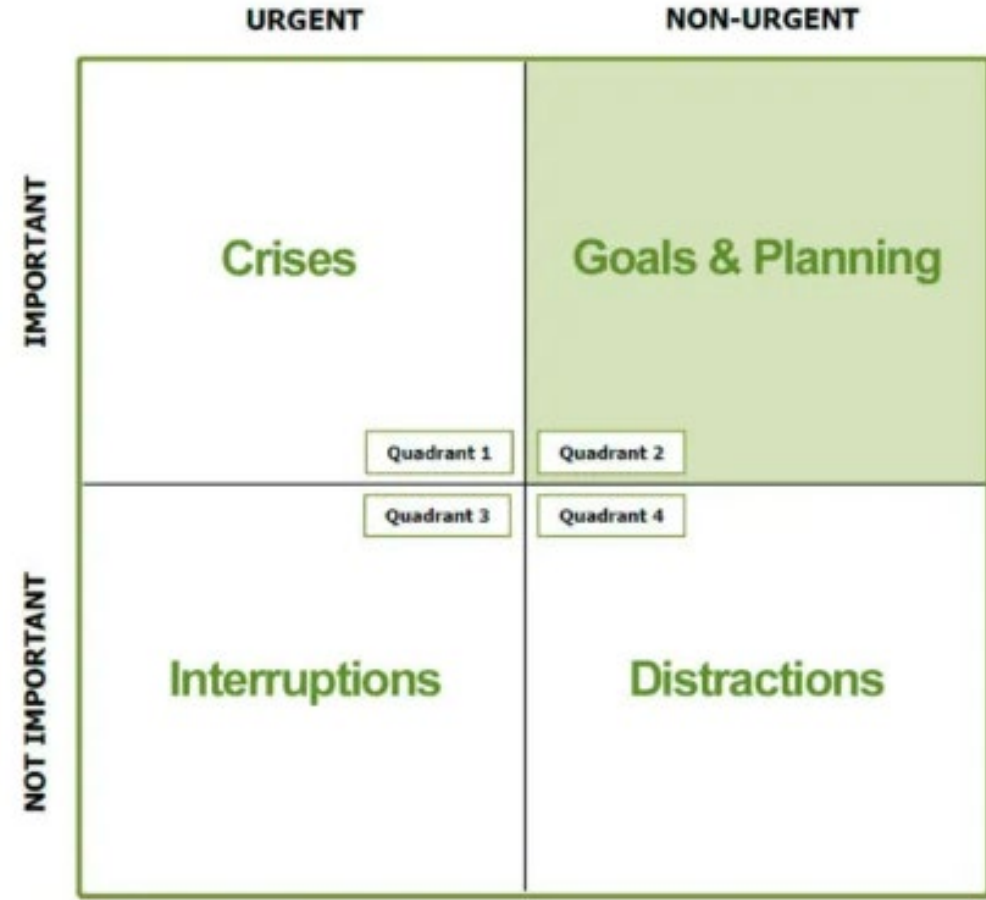 URGENT
NON-URGENT
IMPORTANT
Crises
Goals & Planning
Quadrant 1
Quadrant 2
Quadrant 3
Quadrant 4
NOT IMPORTANT
Interruptions
Distractions